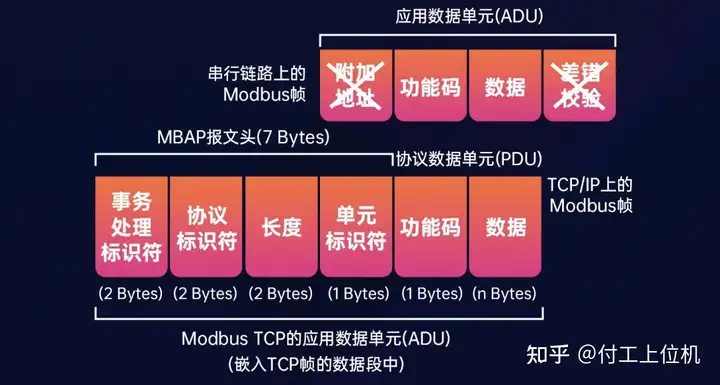 应用数据单元(ADU)
串行链路上的
Modbus帧
附加
地址
功能码
数据
差错
校验
MBAP报文头(7 Bytes)
协议数据单元(PDU)
TCP/IP上的
Modbus帧
事务
处理
标识符
协议
标识符
长度
单元
标识符
功能码
数据
(2 Bytes)
(2 Bytes)
(2 Bytes)
(1 Bytes)
(1 Bytes)
(n Bytes)
Modbus TCP的应用数据单元(ADU)
(嵌入TCP帧的数据段中)
知乎 @付工上位机